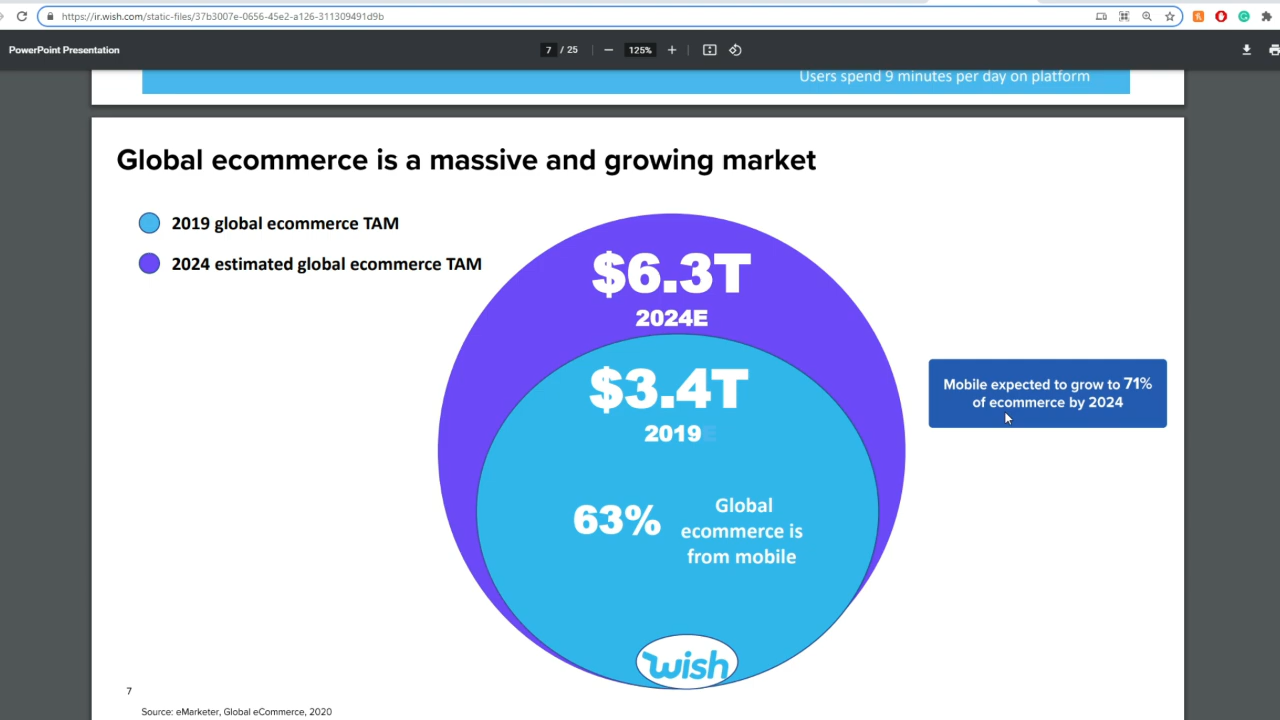 https://ir.wish.com/static-files/37b3007e-0656-45e2-a126-311309491d9b
PowerPoint Presentation
7 / 25
125%
Users spend 9 minutes per day on platform
Global ecommerce is a massive and growing market
2019 global ecommerce TAM
2024 estimated global ecommerce TAM
$6.3T
2024E
$3.4T
2019E
63%
Global
ecommerce is
from mobile
Mobile expected to grow to 71%
of ecommerce by 2024
wish
7
Source: eMarketer, Global eCommerce, 2020